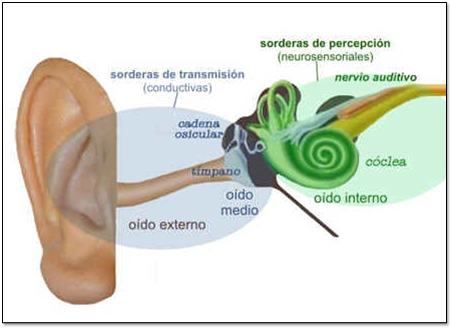 sorderas de percepción
(neurosensoriales)
nervio auditivo
sorderas de transmisión
(conductivas)
cadena
osicular
tímpano
cóclea
oído
medio
oído interno
oído externo